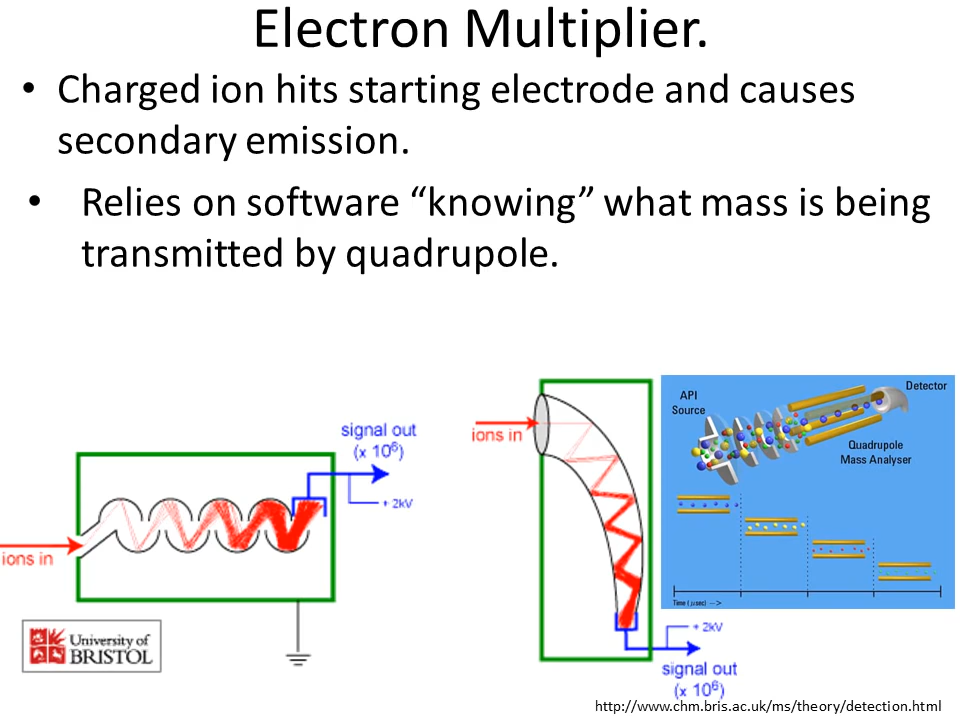 Electron Multiplier.
• Charged ion hits starting electrode and causes
secondary emission.
• Relies on software “knowing” what mass is being
transmitted by quadrupole.
signal out
(x 10⁶)
+ 2kV
ions in
University of
BRISTOL
ions in
+ 2kV
signal out
(x 10⁶)
API
Source
Detector
Quadrupole
Mass Analyser
Time (μsec) -->
http://www.chm.bris.ac.uk/ms/theory/detection.html